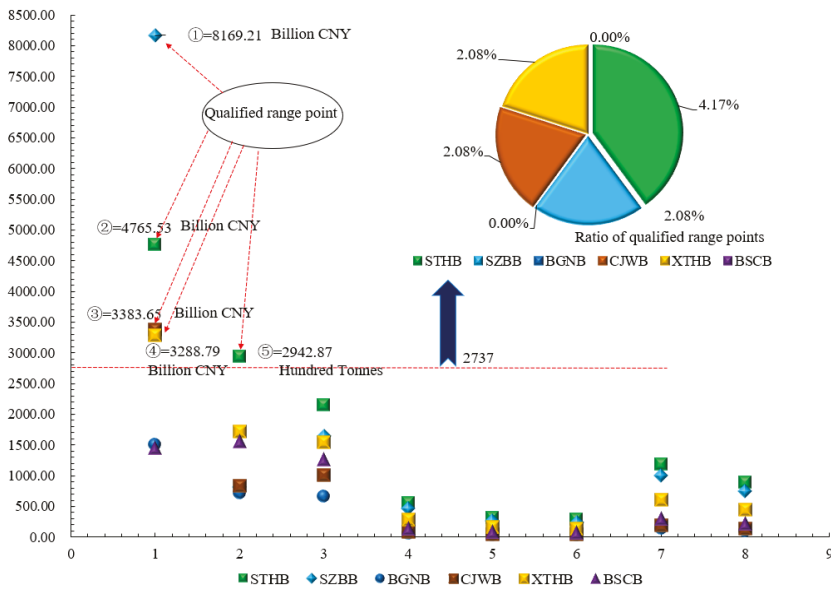 8500.00
8000.00
7500.00
7000.00
6500.00
6000.00
5500.00
5000.00
4500.00
4000.00
3500.00
3000.00
2500.00
2000.00
1500.00
1000.00
500.00
0.00
①=8169.21 Billion CNY
Qualified range point
②=4765.53 Billion CNY
③=3383.65 Billion CNY
④=3288.79
Billion CNY
⑤=2942.87
Hundred Tonnes
2737
0.00%
2.08%
4.17%
2.08%
0.00%
2.08%
Ratio of qualified range points
STHB SZBB BGNB CJWB XTHB BSCB
0 1 2 3 4 5 6 7 8 9
STHB SZBB BGNB CJWB XTHB BSCB